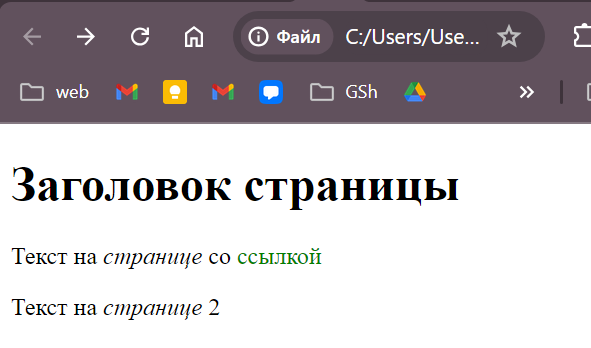 Файл C:/Users/Use...
web GSh »
Заголовок страницы
Текст на странице со ссылкой
Текст на странице 2